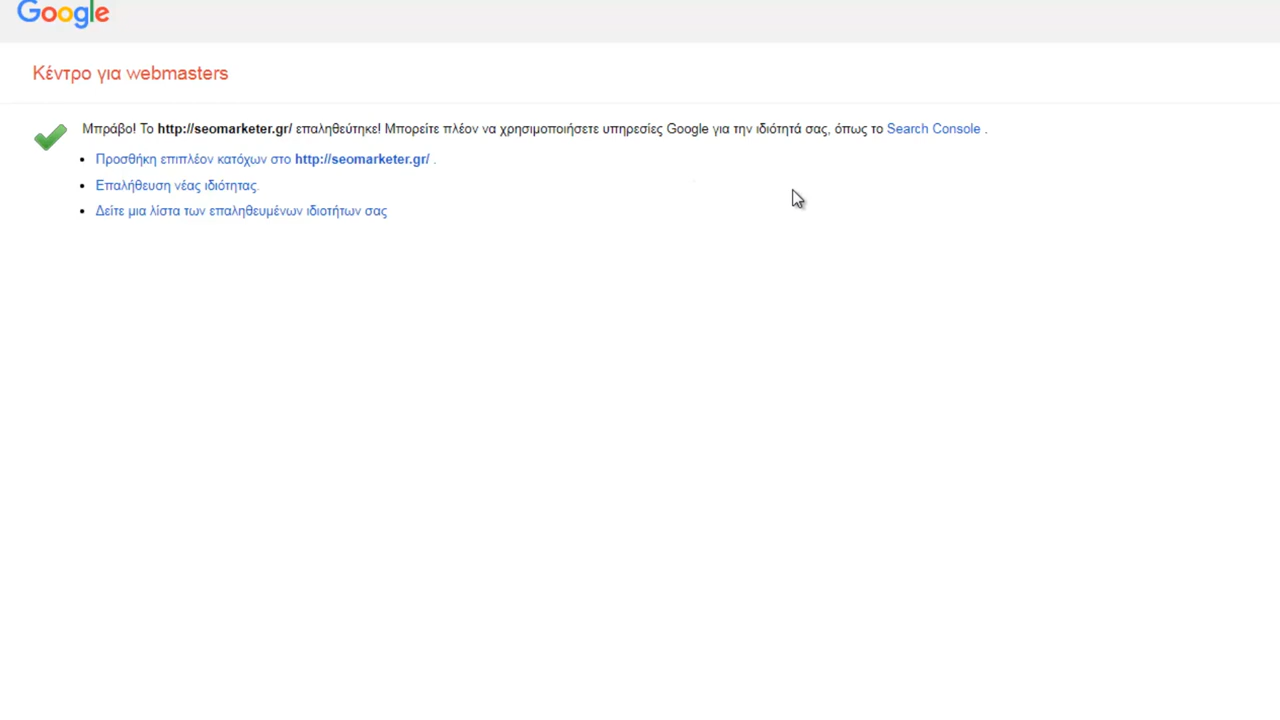 Google
Κέντρο για webmasters
Μπράβο! Το http://seomarketer.gr/ επαληθεύτηκε! Μπορείτε πλέον να χρησιμοποιήσετε υπηρεσίες Google για την ιδιότητά σας, όπως το Search Console .
Προσθήκη επιπλέον κατόχων στο http://seomarketer.gr/ .
Επαλήθευση νέας ιδιότητας.
Δείτε μια λίστα των επαληθευμένων ιδιοτήτων σας